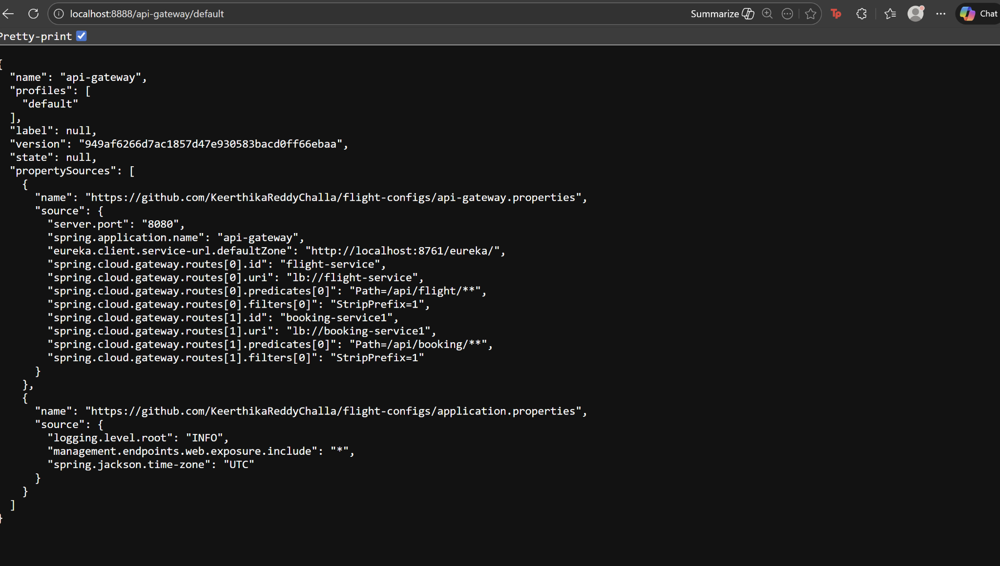 localhost:8888/api-gateway/default
Summarize
Tp
Chat
Pretty-print
{
"name": "api-gateway",
"profiles": [
"default"
],
"label": null,
"version": "949af6266d7ac1857d47e930583bacd0ff66ebaa",
"state": null,
"propertySources": [
{
"name": "https://github.com/KeerthikaReddyChalla/flight-configs/api-gateway.properties",
"source": {
"server.port": "8080",
"spring.application.name": "api-gateway",
"eureka.client.service-url.defaultZone": "http://localhost:8761/eureka/",
"spring.cloud.gateway.routes[0].id": "flight-service",
"spring.cloud.gateway.routes[0].uri": "lb://flight-service",
"spring.cloud.gateway.routes[0].predicates[0]": "Path=/api/flight/**",
"spring.cloud.gateway.routes[0].filters[0]": "StripPrefix=1",
"spring.cloud.gateway.routes[1].id": "booking-service1",
"spring.cloud.gateway.routes[1].uri": "lb://booking-service1",
"spring.cloud.gateway.routes[1].predicates[0]": "Path=/api/booking/**",
"spring.cloud.gateway.routes[1].filters[0]": "StripPrefix=1"
}
},
{
"name": "https://github.com/KeerthikaReddyChalla/flight-configs/application.properties",
"source": {
"logging.level.root": "INFO",
"management.endpoints.web.exposure.include": "*",
"spring.jackson.time-zone": "UTC"
}
}
]
}